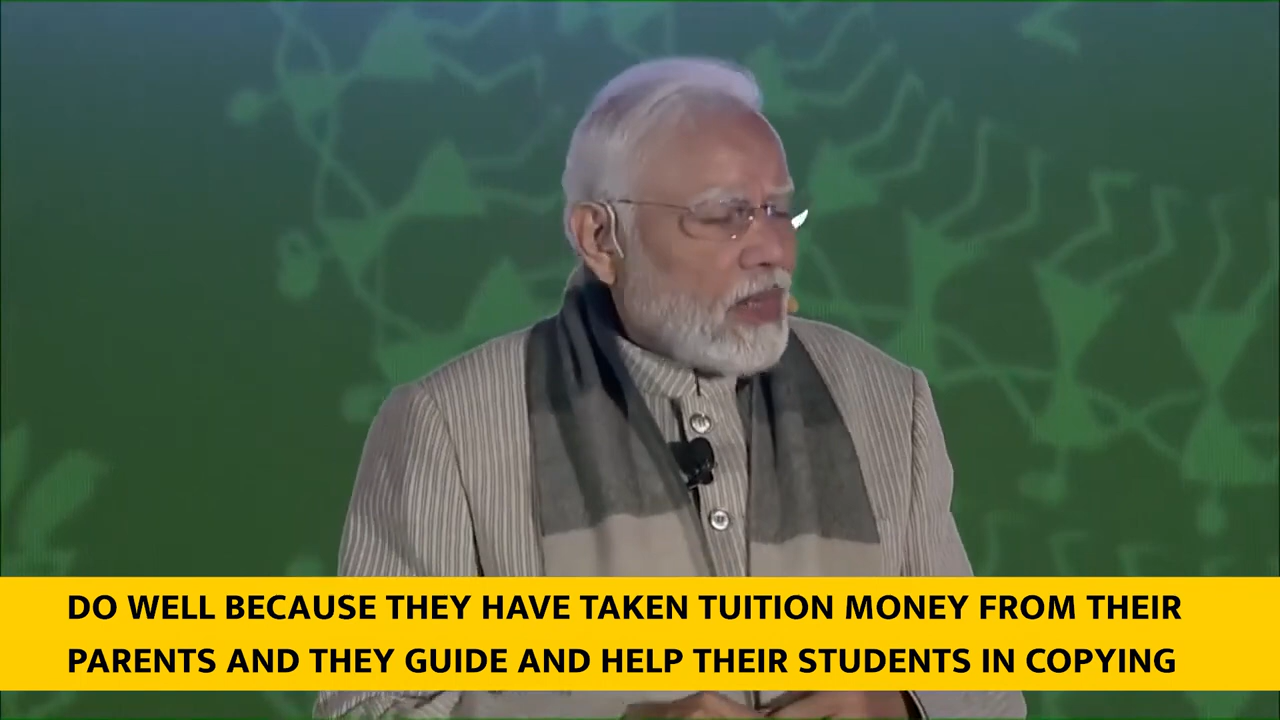 DO WELL BECAUSE THEY HAVE TAKEN TUITION MONEY FROM THEIR
PARENTS AND THEY GUIDE AND HELP THEIR STUDENTS IN COPYING